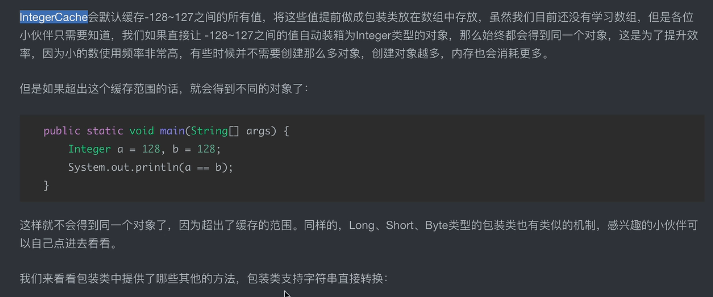 IntegerCache会默认缓存-128~127之间的所有值，将这些值提前做成包装类放在数组中存放，虽然我们目前还没有学习数组，但是各位
小伙伴只需要知道，我们如果直接让 -128~127之间的值自动装箱为Integer类型的对象，那么始终都会得到同一个对象，这是为了提升效
率，因为小的数使用频率非常高，有些时候并不需要创建那么多对象，创建对象越多，内存也会消耗更多。
但是如果超出这个缓存范围的话，就会得到不同的对象了：
public static void main(String[] args) {
    Integer a = 128, b = 128;
    System.out.println(a == b);
}
这样就不会得到同一个对象了，因为超出了缓存的范围。同样的，Long、Short、Byte类型的包装类也有类似的机制，感兴趣的小伙伴可
以自己点进去看看。
我们来看看包装类中提供了哪些其他的方法，包装类支持字符串直接转换：